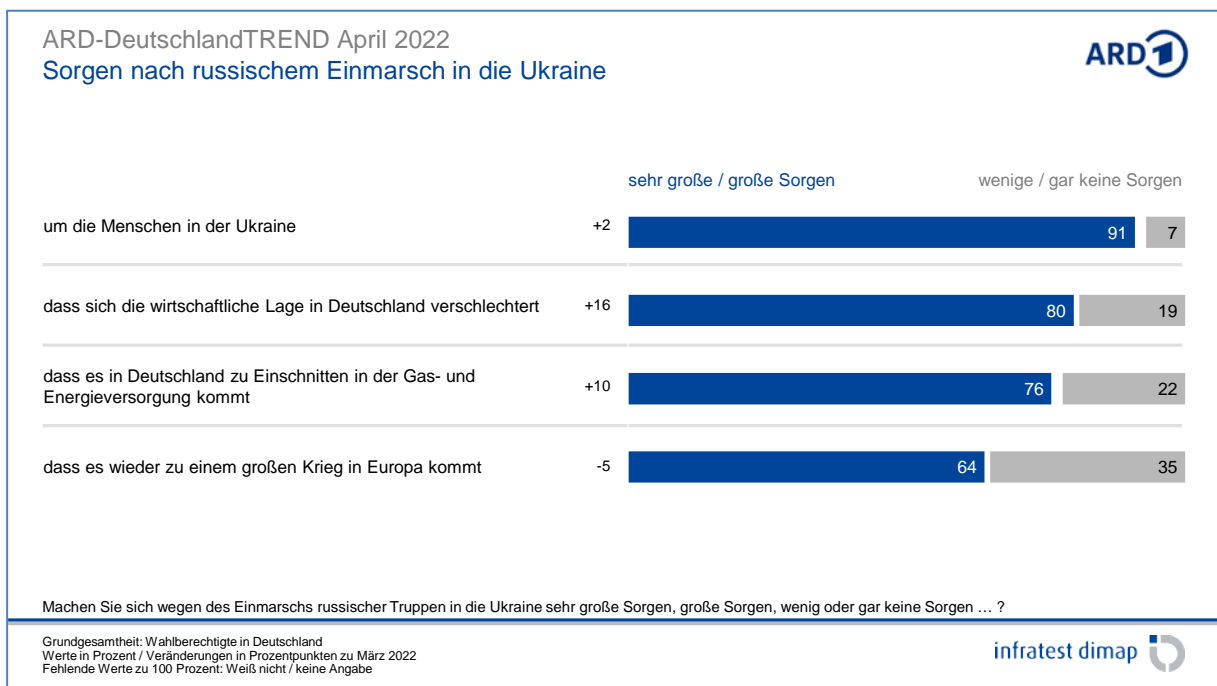 ARD-DeutschlandTREND April 2022
Sorgen nach russischem Einmarsch in die Ukraine
ARD 1
sehr große / große Sorgen wenige / gar keine Sorgen
um die Menschen in der Ukraine +2 91 7
dass sich die wirtschaftliche Lage in Deutschland verschlechtert +16 80 19
dass es in Deutschland zu Einschnitten in der Gas- und
Energieversorgung kommt +10 76 22
dass es wieder zu einem großen Krieg in Europa kommt -5 64 35
Machen Sie sich wegen des Einmarschs russischer Truppen in die Ukraine sehr große Sorgen, große Sorgen, wenig oder gar keine Sorgen … ?
Grundgesamtheit: Wahlberechtigte in Deutschland
Werte in Prozent / Veränderungen in Prozentpunkten zu März 2022
Fehlende Werte zu 100 Prozent: Weiß nicht / keine Angabe
infratest dimap